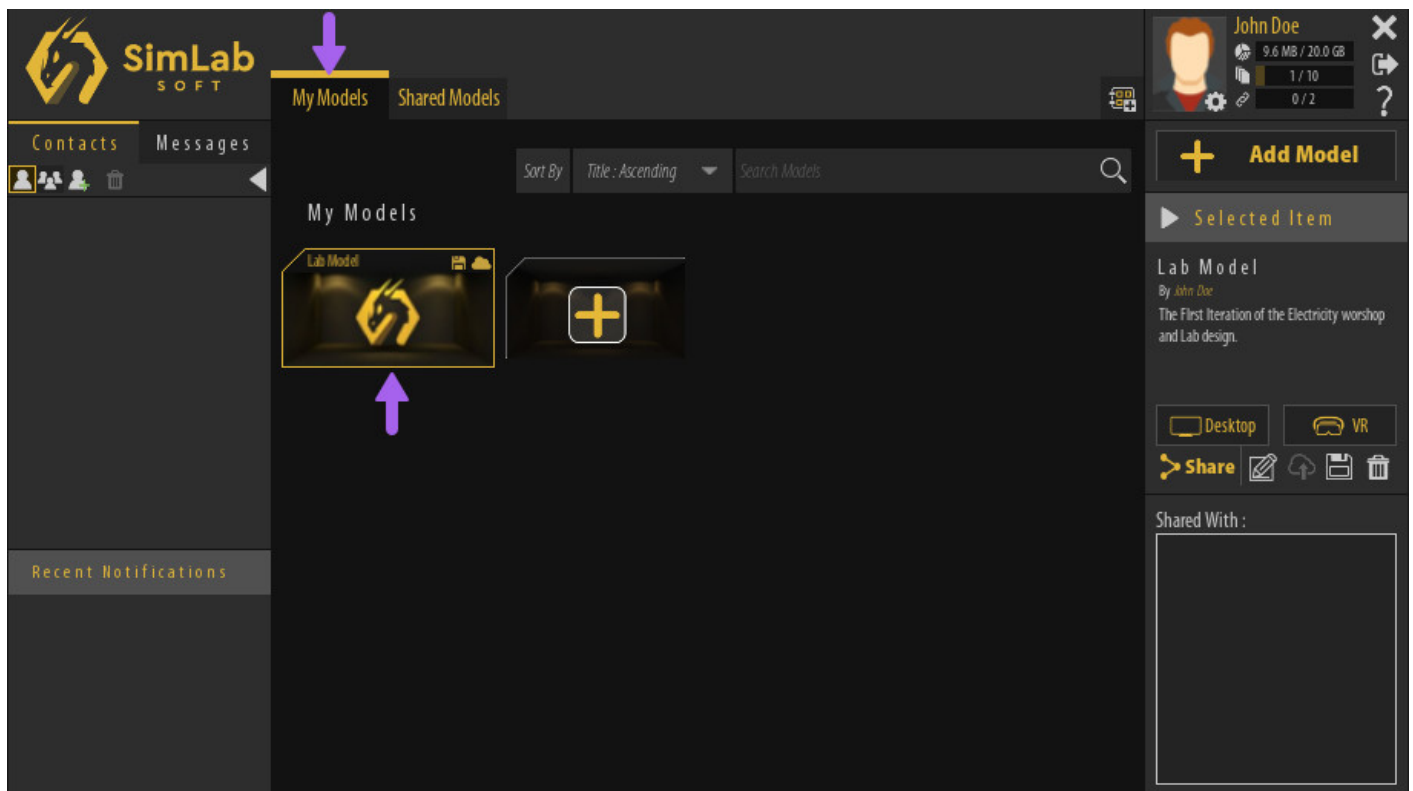 SimLab
SOFT
My Models
Shared Models
John Doe
9.6 MB / 20.0 GB
1 / 10
0 / 2
?
Contacts
Messages
Sort By
Title : Ascending
Search Models
Add Model
My Models
Selected Item
Lab Model
Lab Model
By John Doe
The FIrst Iteration of the Electricity worshop
and Lab design.
Desktop
VR
Share
Shared With :
Recent Notifications